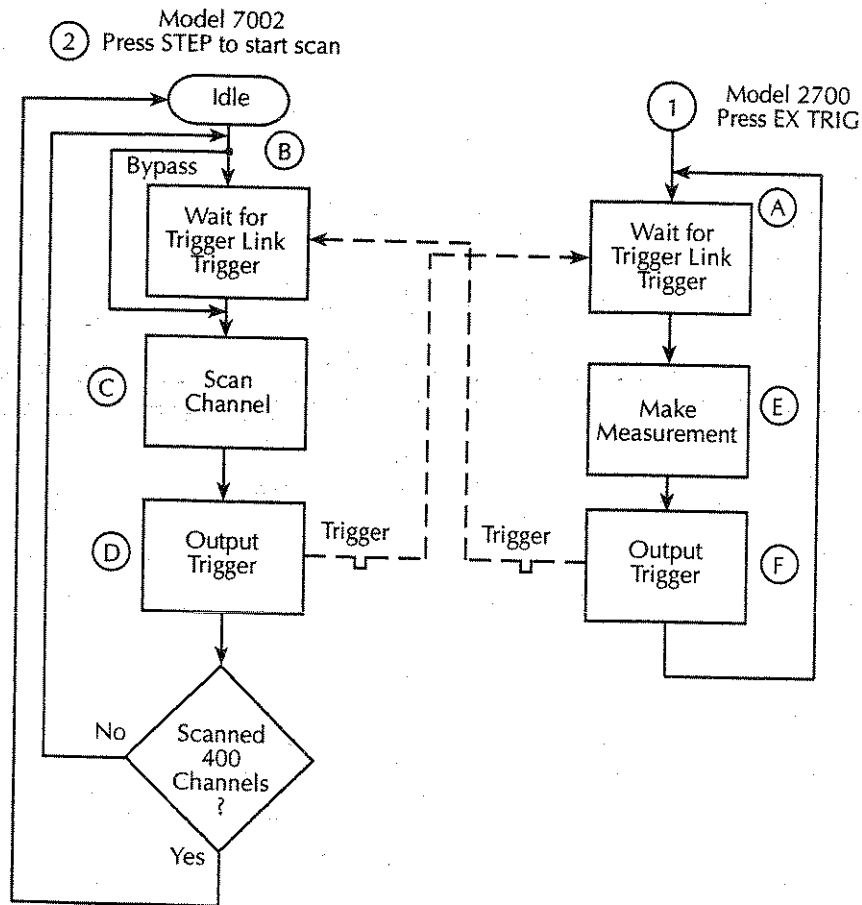 Model 7002
2 Press STEP to start scan
Idle
B
Bypass
Wait for
Trigger Link
Trigger
C
Scan
Channel
D
Output
Trigger
Trigger
No
Scanned
400
Channels
?
Yes
1
Model 2700
Press EX TRIG
A
Wait for
Trigger Link
Trigger
Make
Measurement
E
Trigger
Output
Trigger
F